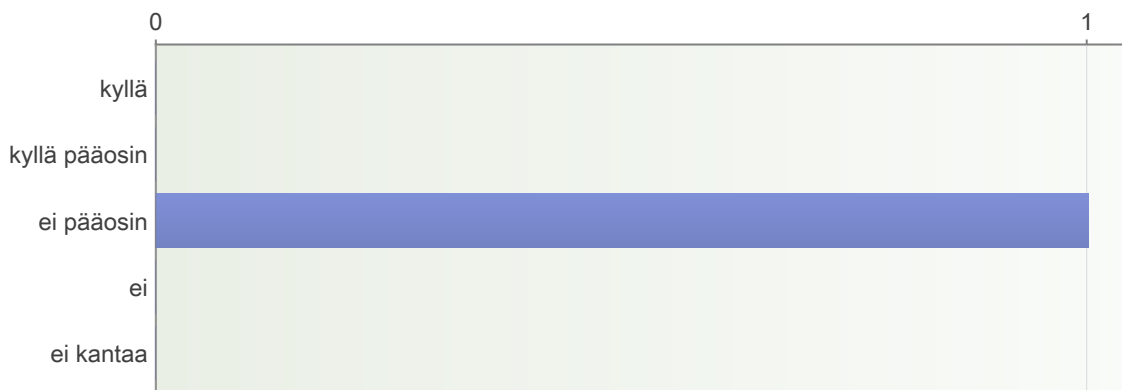 0 1
kyllä
kyllä pääosin
ei pääosin
ei
ei kantaa